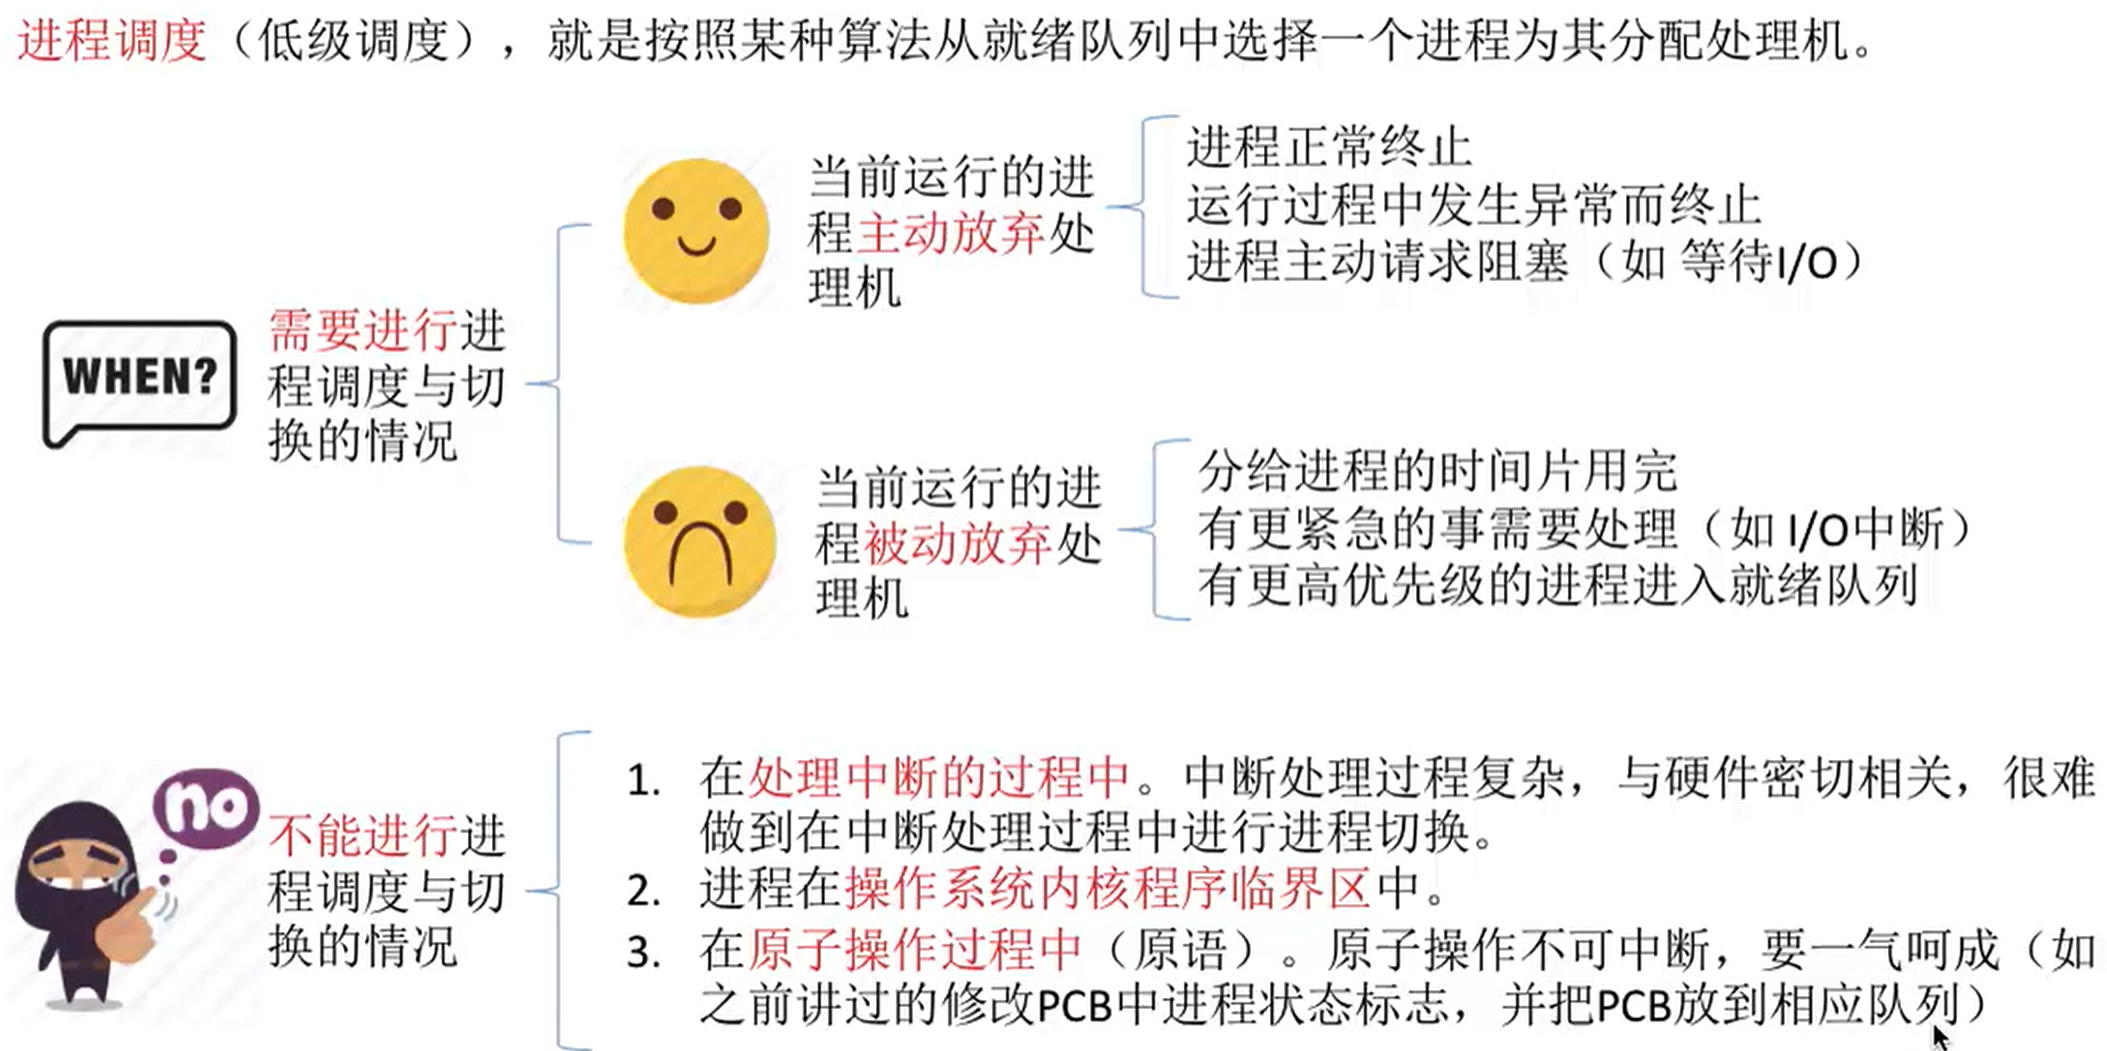 进程调度（低级调度），就是按照某种算法从就绪队列中选择一个进程为其分配处理机。
WHEN?
需要进行进
程调度与切
换的情况
当前运行的进
程主动放弃处
理机
进程正常终止
运行过程中发生异常而终止
进程主动请求阻塞（如 等待I/O）
当前运行的进
程被动放弃处
理机
分给进程的时间片用完
有更紧急的事需要处理（如 I/O中断）
有更高优先级的进程进入就绪队列
no
不能进行进
程调度与切
换的情况
1. 在处理中断的过程中。中断处理过程复杂，与硬件密切相关，很难
做到在中断处理过程中进行进程切换。
2. 进程在操作系统内核程序临界区中。
3. 在原子操作过程中（原语）。原子操作不可中断，要一气呵成（如
之前讲过的修改PCB中进程状态标志，并把PCB放到相应队列）